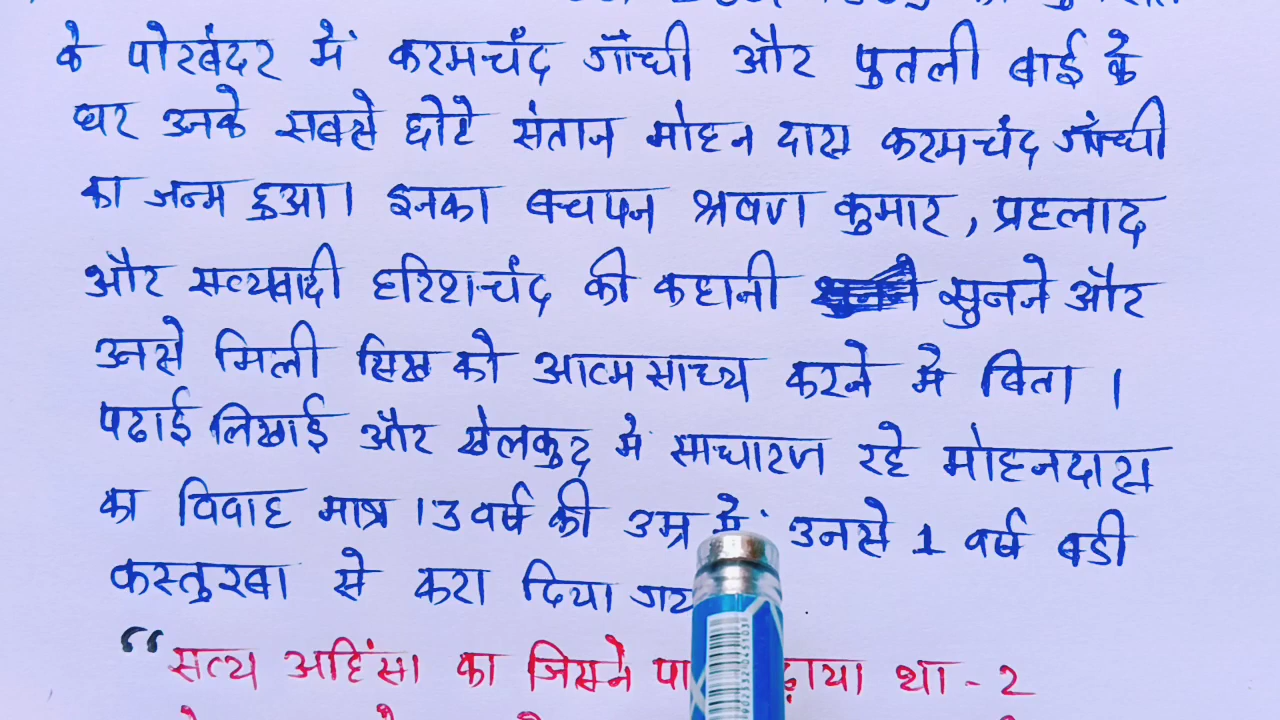 के पोरबंदर में करमचँद गाँधी और पुतली बाई के
घर उनके सबसे छोटे संतान मोहन दास करमचंद गाँधी
का जन्म हुआ। इनका बचपन श्रवण कुमार, प्रहलाद
और सत्यवादी हरिशचंद की कहानी सुनने और
उनसे मिली सिख को आत्मसाध्य करने मे बिता ।
पढाई लिखाई और खेलकुद मे साधारण रहे मोहनदास
का विवाह मात्र 13 वर्ष की उम्र में उनसे 1 वर्ष बडी
कस्तुरबा से करा दिया
“सत्य अहिंसा का जिसने था - 2